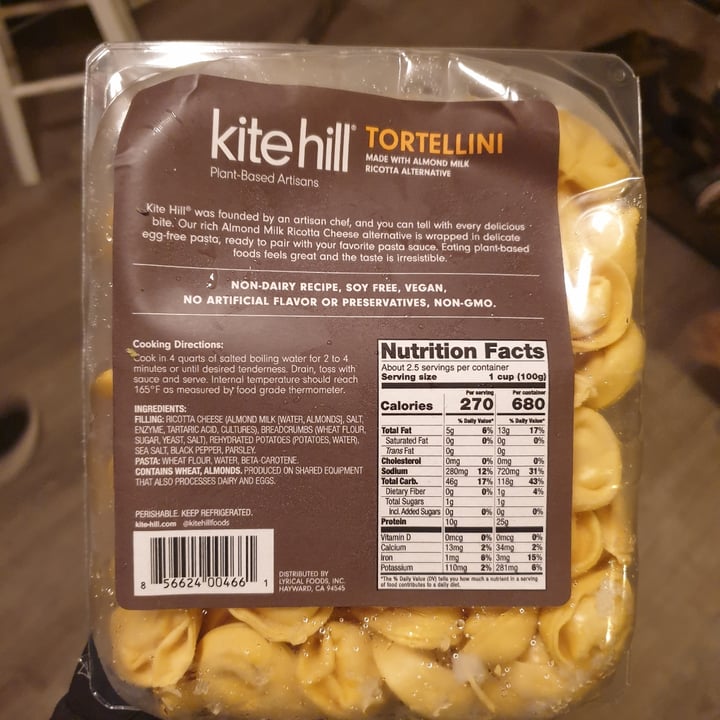 kite hill®
Plant-Based Artisans
TORTELLINI
MADE WITH ALMOND MILK
RICOTTA ALTERNATIVE
Kite Hill® was founded by an artisan chef, and you can tell with every delicious
bite. Our rich Almond Milk Ricotta Cheese alternative is wrapped in delicate
egg-free pasta, ready to pair with your favorite pasta sauce. Eating plant-based
foods feels great and the taste is irresistible.
NON-DAIRY RECIPE, SOY FREE, VEGAN,
NO ARTIFICIAL FLAVOR OR PRESERVATIVES, NON-GMO.
Cooking Directions:
Cook in 4 quarts of salted boiling water for 2 to 4
minutes or until desired tenderness. Drain, toss with
sauce and serve. Internal temperature should reach
165°F as measured by food grade thermometer.
INGREDIENTS:
FILLING: RICOTTA CHEESE (ALMOND MILK [WATER, ALMONDS], SALT,
ENZYME, TARTARIC ACID, CULTURES), BREADCRUMBS (WHEAT FLOUR,
SUGAR, YEAST, SALT), REHYDRATED POTATOES (POTATOES, WATER),
SEA SALT, BLACK PEPPER, PARSLEY.
PASTA: WHEAT FLOUR, WATER, BETA-CAROTENE.
CONTAINS WHEAT, ALMONDS. PRODUCED ON SHARED EQUIPMENT
THAT ALSO PROCESSES DAIRY AND EGGS.
PERISHABLE. KEEP REFRIGERATED.
kite-hill.com @kitehillfoods
8 56624 00466 1
DISTRIBUTED BY
LYRICAL FOODS, INC.
HAYWARD, CA 94545
Nutrition Facts
About 2.5 servings per container
Serving size 1 cup (100g)
Per serving Per container
Calories 270 680
% Daily Value* % Daily Value*
Total Fat 5g 6% 13g 17%
Saturated Fat 0g 0% 0g 0%
Trans Fat 0g 0g
Cholesterol 0mg 0% 0mg 0%
Sodium 280mg 12% 720mg 31%
Total Carb. 46g 17% 118g 43%
Dietary Fiber 0g 0% 1g 4%
Total Sugars 1g 1g
Incl. Added Sugars 0g 0% 0g 0%
Protein 10g 25g
Vitamin D 0mcg 0% 0mcg 0%
Calcium 13mg 2% 34mg 2%
Iron 1mg 6% 3mg 15%
Potassium 110mg 2% 281mg 6%
*The % Daily Value (DV) tells you how much a nutrient in a serving
of food contributes to a daily diet.